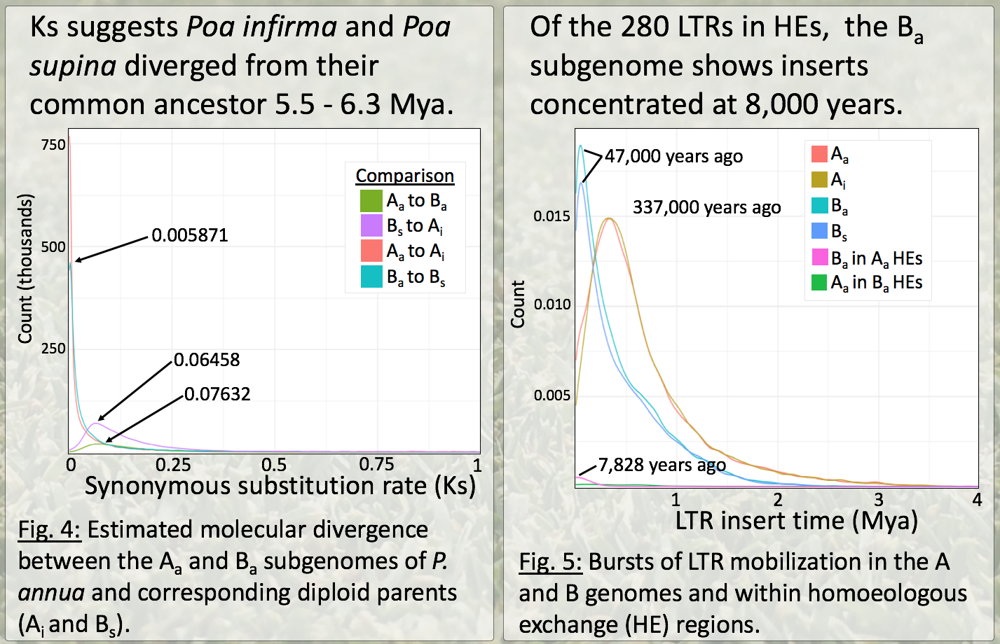 Ks suggests Poa infirma and Poa
supina diverged from their
common ancestor 5.5 - 6.3 Mya.
750
500
250
Count (thousands)
0.005871
0.06458
0.07632
Comparison
Aa to Ba
Bs to Ai
Aa to Ai
Ba to Bs
0 0.25 0.5 0.75 1
Synonymous substitution rate (Ks)
Fig. 4: Estimated molecular divergence
between the Aa and Ba subgenomes of P.
annua and corresponding diploid parents
(Ai and Bs).
Of the 280 LTRs in HEs, the Ba
subgenome shows inserts
concentrated at 8,000 years.
0.015
0.010
0.005
Count
47,000 years ago
337,000 years ago
7,828 years ago
Aa
Ai
Ba
Bs
Ba in Aa HEs
Aa in Ba HEs
1 2 3 4
LTR insert time (Mya)
Fig. 5: Bursts of LTR mobilization in the A
and B genomes and within homoeologous
exchange (HE) regions.